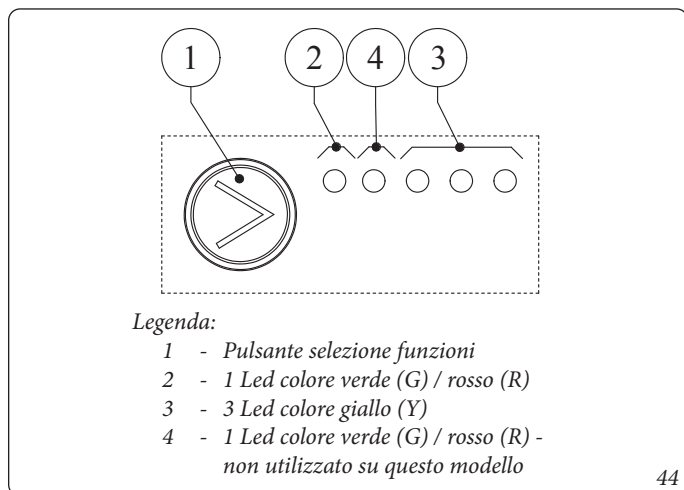 1 2 4 3
Legenda:
1 - Pulsante selezione funzioni
2 - 1 Led colore verde (G) / rosso (R)
3 - 3 Led colore giallo (Y)
4 - 1 Led colore verde (G) / rosso (R) -
non utilizzato su questo modello
44